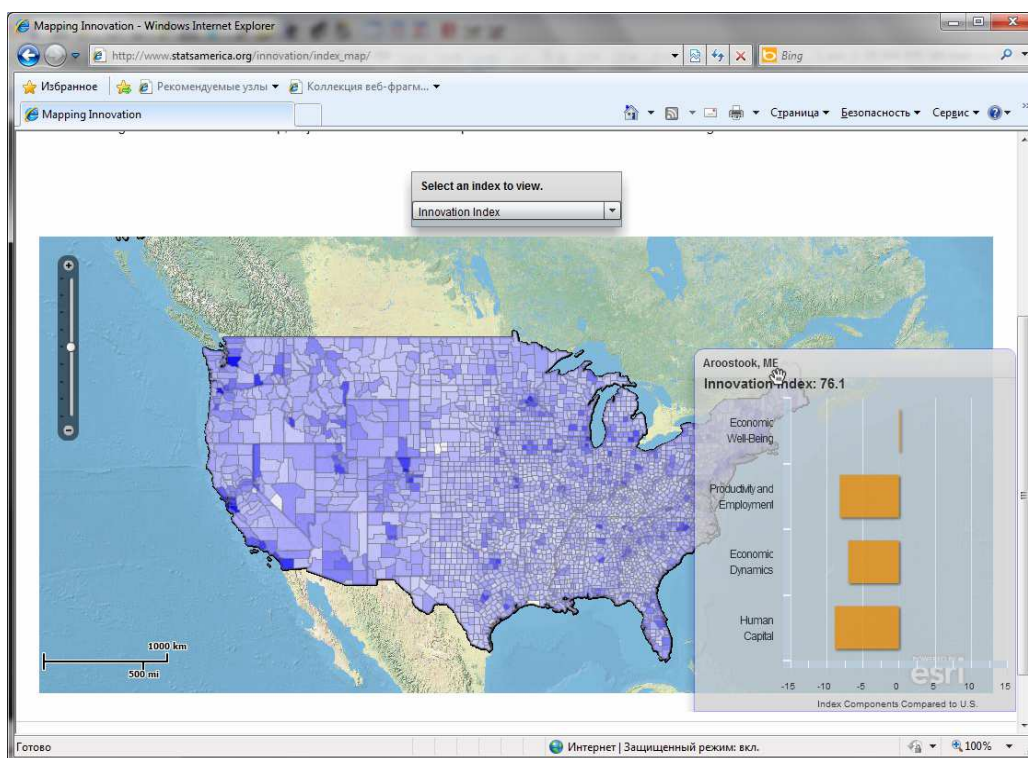 Mapping Innovation - Windows Internet Explorer
http://www.statsamerica.org/innovation/index_map/
Bing
Избранное
Рекомендуемые узлы
Коллекция веб-фрагм...
Mapping Innovation
Страница
Безопасность
Сервис
Select an index to view.
Innovation Index
Aroostook, ME
Innovation Index: 76.1
Economic
Well-Being
Productivity and
Employment
Economic
Dynamics
Human
Capital
1000 km
500 mi
POWERED BY
esri
-15 -10 -5 0 5 10 15
Index Components Compared to U.S.
Готово
Интернет | Защищенный режим: вкл.
100%